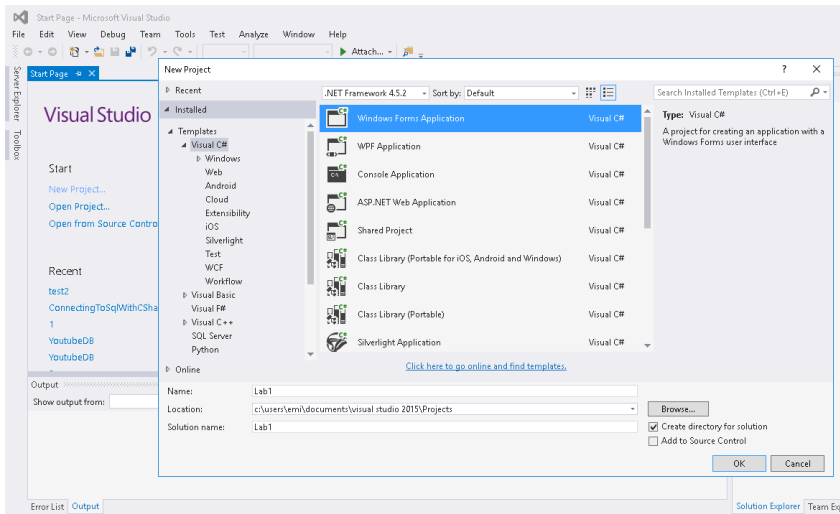 Start Page - Microsoft Visual Studio
File Edit View Debug Team Tools Test Analyze Window Help
Attach...
Server Explorer
Toolbox
Start Page
Visual Studio
Start
New Project...
Open Project...
Open from Source Contro
Recent
test2
ConnectingToSqlWithCSha
1
YoutubeDB
YoutubeDB
Output
Show output from:
Error List Output
Solution Explorer Team Ex
New Project
? X
Recent
Installed
Templates
Visual C#
Windows
Web
Android
Cloud
Extensibility
iOS
Silverlight
Test
WCF
Workflow
Visual Basic
Visual F#
Visual C++
SQL Server
Python
Online
.NET Framework 4.5.2 Sort by: Default
Search Installed Templates (Ctrl+E)
Windows Forms Application Visual C#
WPF Application Visual C#
Console Application Visual C#
ASP.NET Web Application Visual C#
Shared Project Visual C#
Class Library (Portable for iOS, Android and Windows) Visual C#
Class Library Visual C#
Class Library (Portable) Visual C#
Silverlight Application Visual C#
Click here to go online and find templates.
Type: Visual C#
A project for creating an application with a
Windows Forms user interface
Name: Lab1
Location: c:\users\emi\documents\visual studio 2015\Projects
Browse...
Solution name: Lab1
Create directory for solution
Add to Source Control
OK Cancel